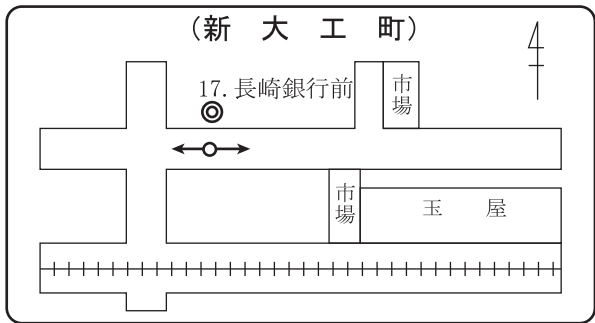 (新大工町)
17. 長崎銀行前
市場
市場
玉屋